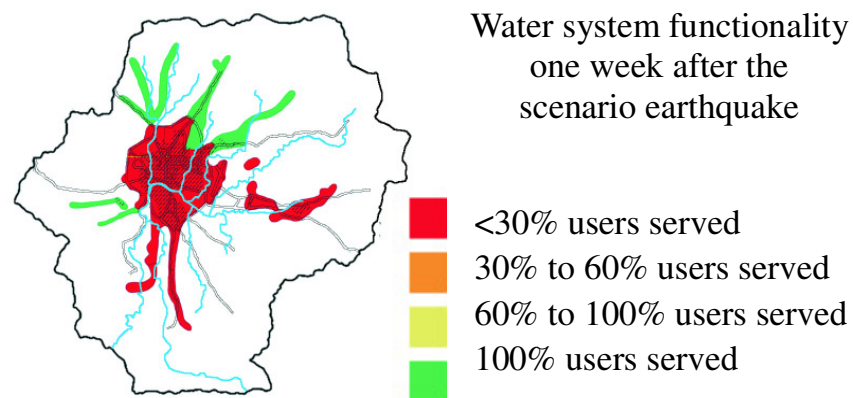 Water system functionality
one week after the
scenario earthquake
<30% users served
30% to 60% users served
60% to 100% users served
100% users served